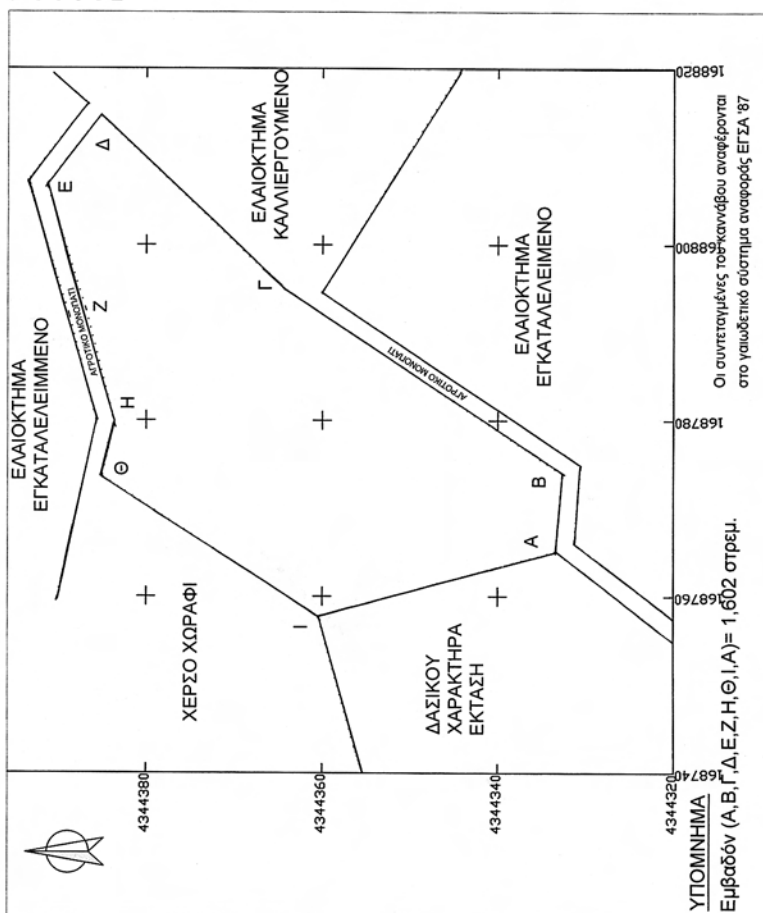 ΕΛΑΙΟΚΤΗΜΑ
ΕΓΚΑΤΑΛΕΛΕΙΜΜΕΝΟ
ΑΓΡΟΤΙΚΟ ΜΟΝΟΠΑΤΙ
Ε
Δ
Ζ
Η
Θ
4344380
ΧΕΡΣΟ ΧΩΡΑΦΙ
ΕΛΑΙΟΚΤΗΜΑ
ΚΑΛΛΙΕΡΓΟΥΜΕΝΟ
Γ
Ι
4344360
ΑΓΡΟΤΙΚΟ ΜΟΝΟΠΑΤΙ
ΔΑΣΙΚΟΥ
ΧΑΡΑΚΤΗΡΑ
ΕΚΤΑΣΗ
Α
Β
ΕΛΑΙΟΚΤΗΜΑ
ΕΓΚΑΤΑΛΕΛΕΙΜΕΝΟ
4344340
4344320
168740
168760
168780
168800
168820
ΥΠΟΜΝΗΜΑ
Εμβαδόν (Α,Β,Γ,Δ,Ε,Ζ,Η,Θ,Ι,Α)= 1,602 στρεμ.
Οι συντεταγμένες του καννάβου αναφέρονται
στο γαιωδετικό σύστημα αναφοράς ΕΓΣΑ '87